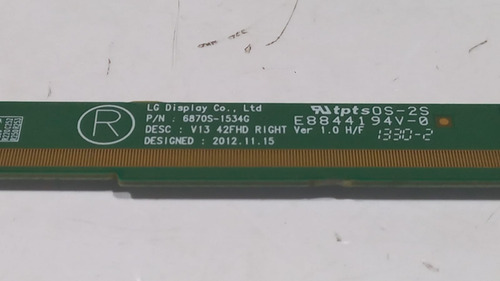 R
LG Display Co., Ltd
P/N : 6870S-1534G
DESC : V13 42FHD RIGHT Ver 1.0 H/F
DESIGNED : 2012.11.15
tpts0S-2S
E8844194V-0
1330-2